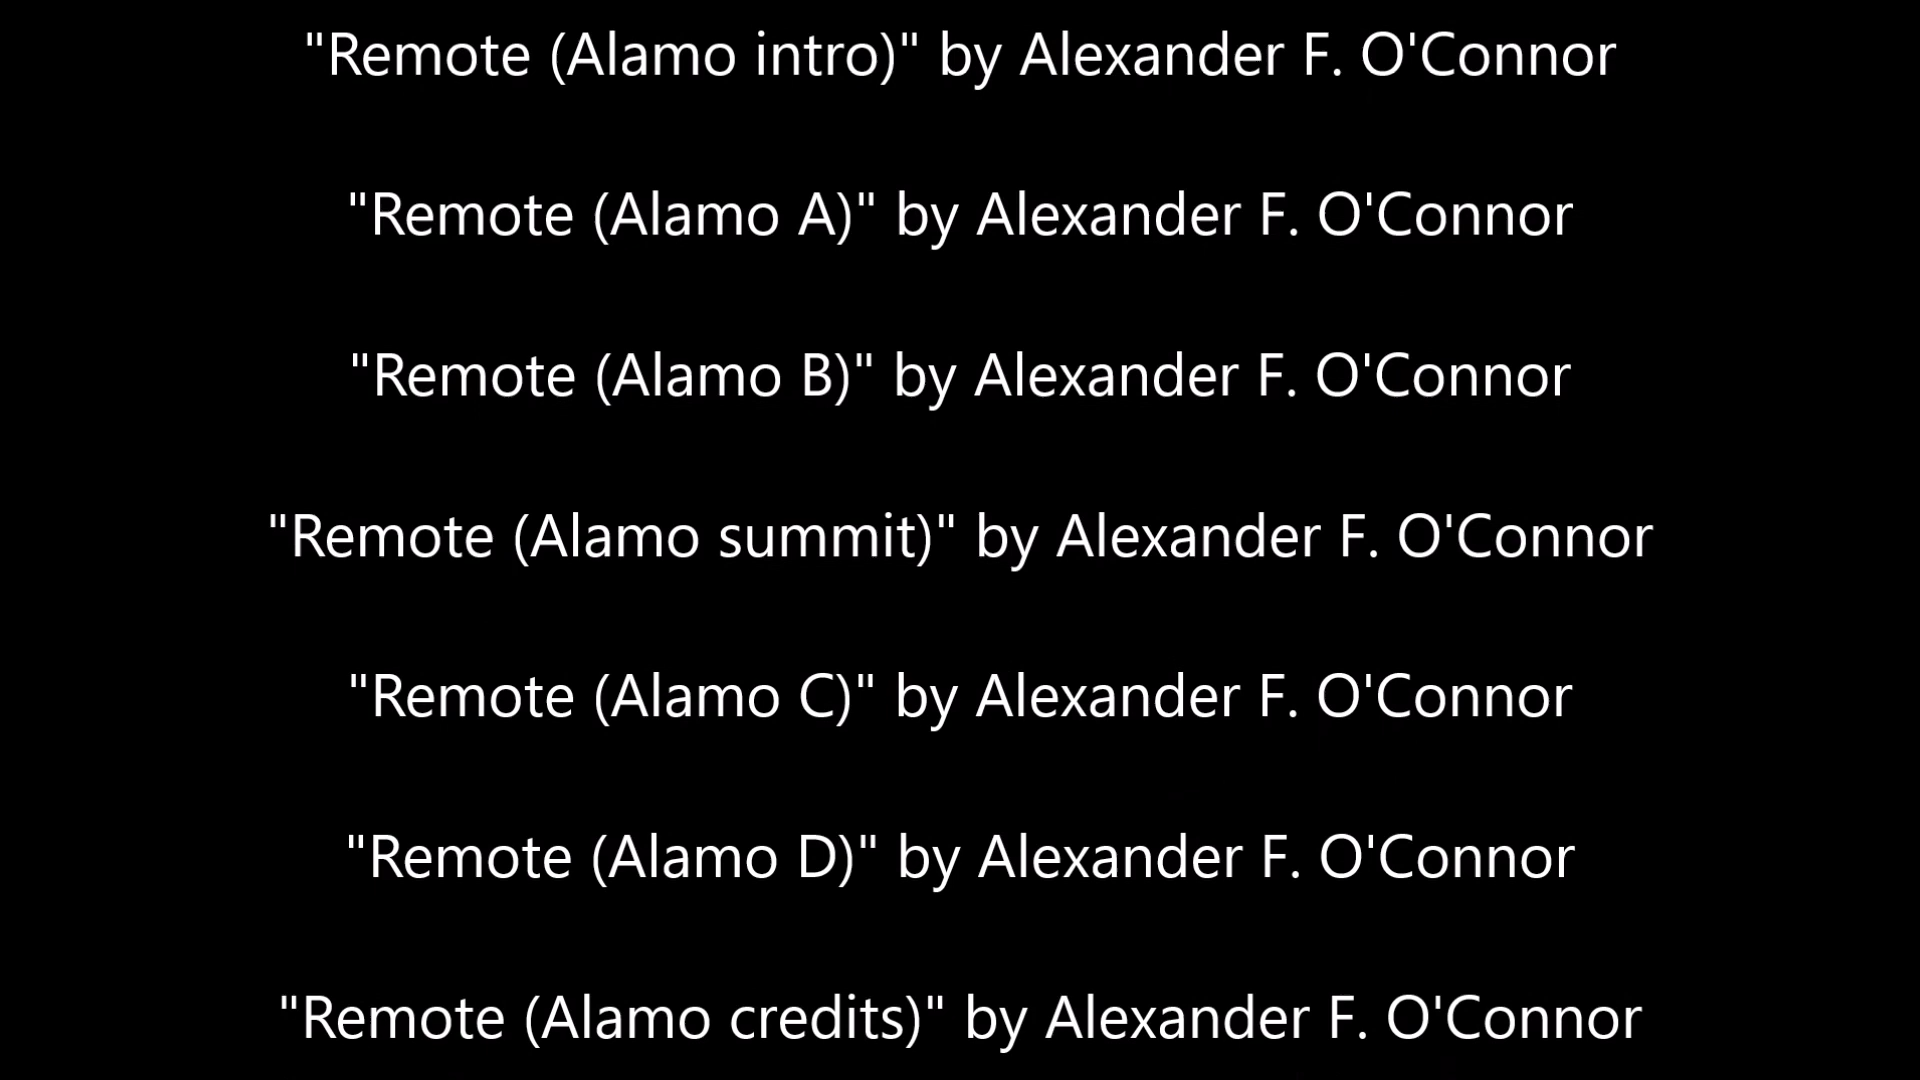 "Remote (Alamo intro)" by Alexander F. O'Connor
"Remote (Alamo A)" by Alexander F. O'Connor
"Remote (Alamo B)" by Alexander F. O'Connor
"Remote (Alamo summit)" by Alexander F. O'Connor
"Remote (Alamo C)" by Alexander F. O'Connor
"Remote (Alamo D)" by Alexander F. O'Connor
"Remote (Alamo credits)" by Alexander F. O'Connor